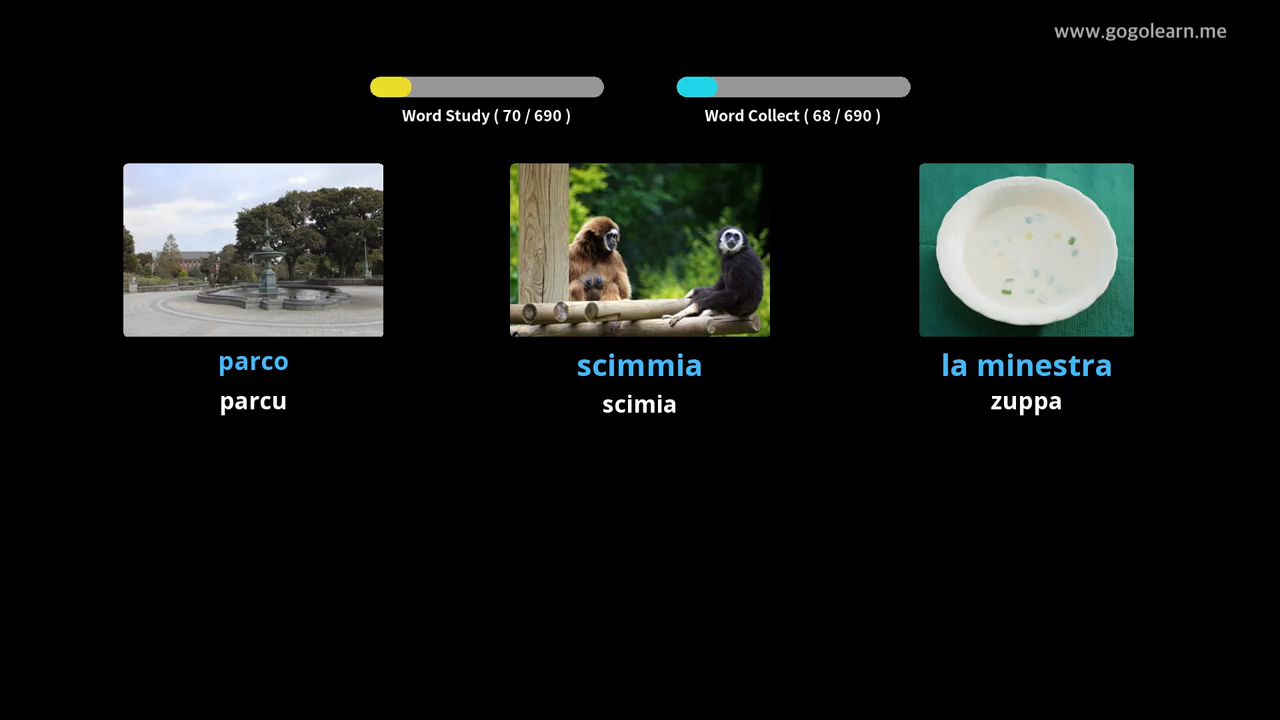 www.gogolearn.me
Word Study ( 70 / 690 )
Word Collect ( 68 / 690 )
parco
scimmia
la minestra
parcu
scimia
zuppa